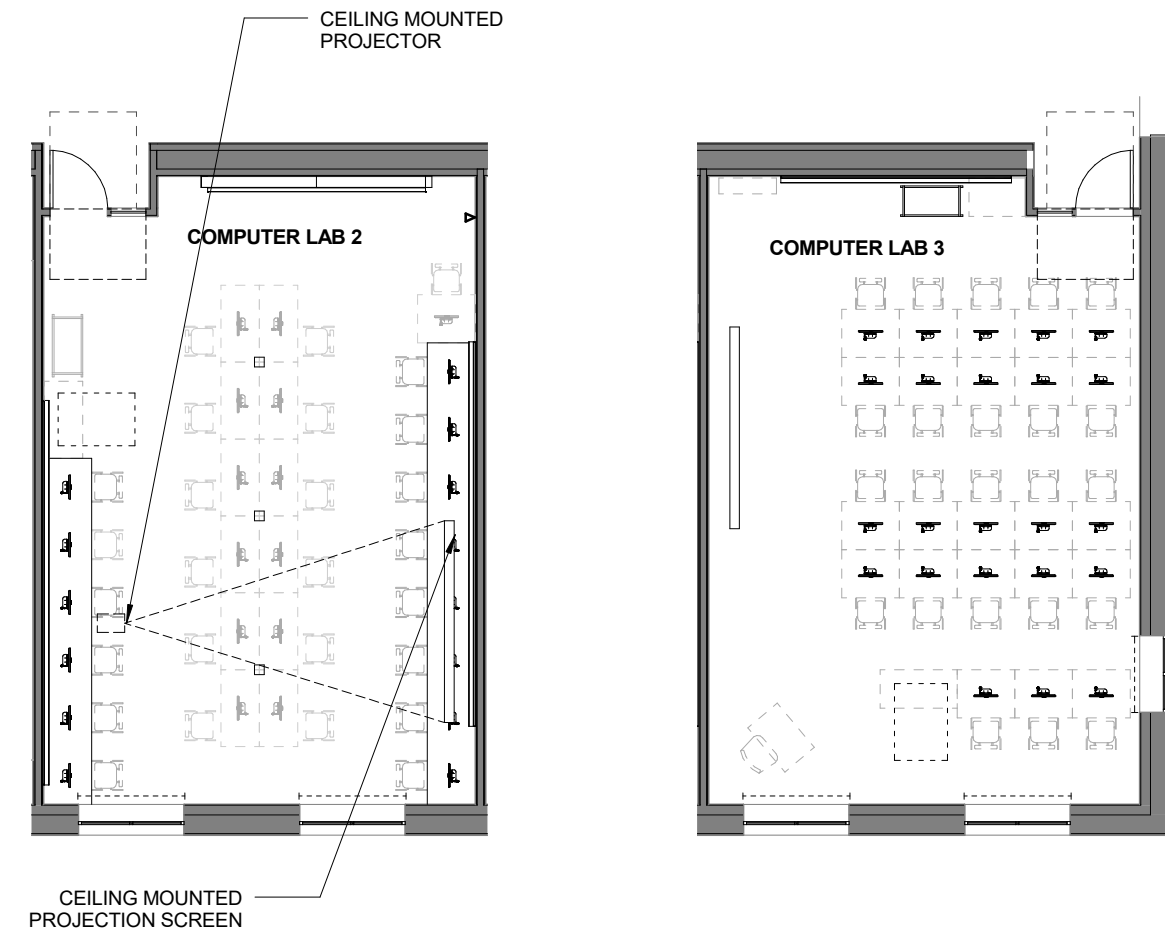 CEILING MOUNTED
PROJECTOR
COMPUTER LAB 2
COMPUTER LAB 3
CEILING MOUNTED
PROJECTION SCREEN